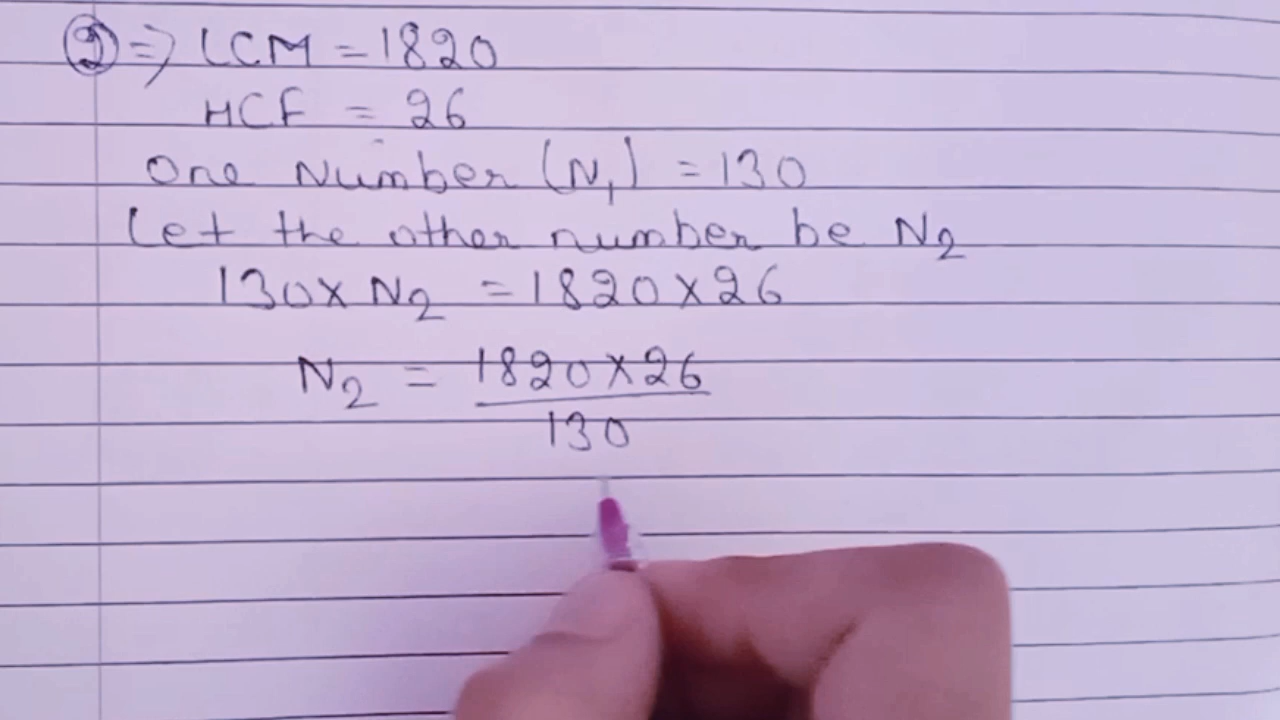 2 => LCM = 1820
HCF = 26
One Number (N₁) = 130
Let the other number be N₂
130 × N₂ = 1820 × 26
N₂ = 1820 × 26
130